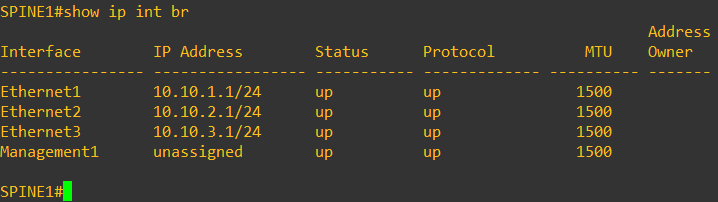 SPINE1#show ip int br
                                                                        Address
Interface        IP Address        Status      Protocol           MTU   Owner
---------------- ----------------- ----------- ------------- ---------- -------
Ethernet1        10.10.1.1/24      up          up                1500
Ethernet2        10.10.2.1/24      up          up                1500
Ethernet3        10.10.3.1/24      up          up                1500
Management1      unassigned        up          up                1500
SPINE1#